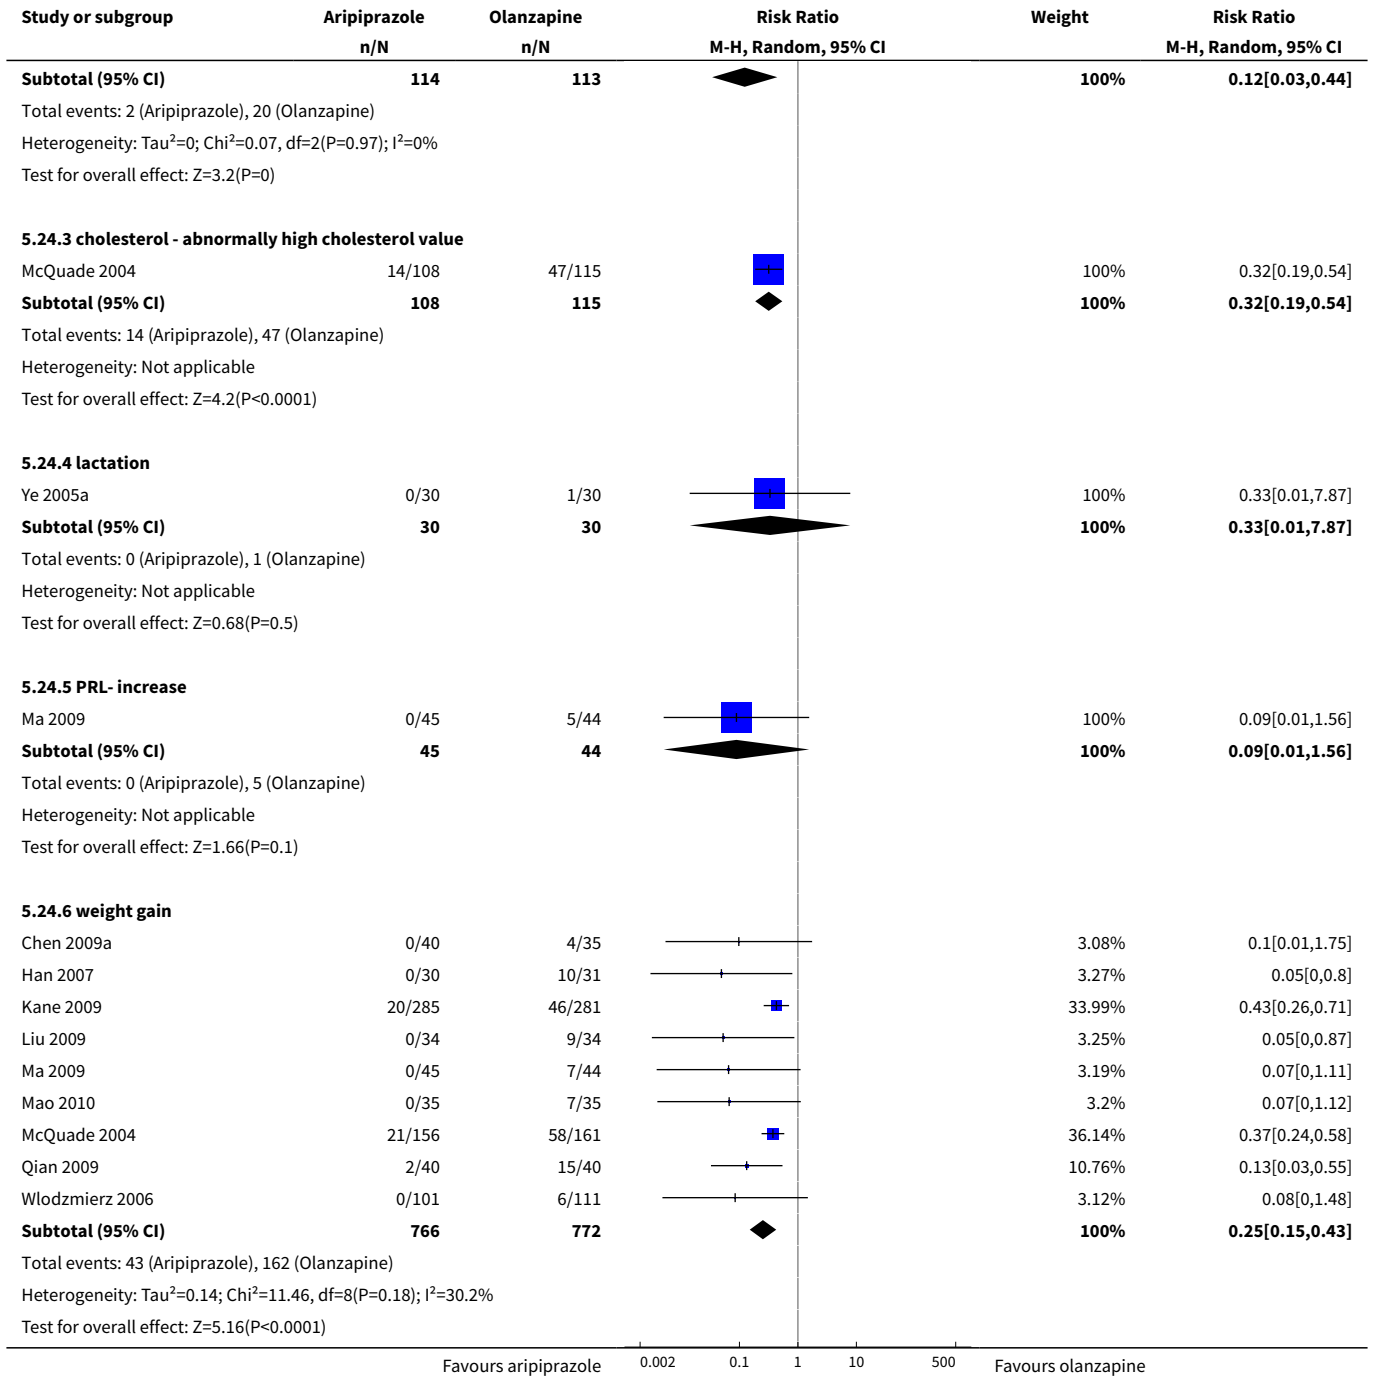 Study or subgroup Aripiprazole Olanzapine Risk Ratio Weight Risk Ratio
n/N n/N M-H, Random, 95% CI M-H, Random, 95% CI
Subtotal (95% CI) 114 113 100% 0.12[0.03,0.44]
Total events: 2 (Aripiprazole), 20 (Olanzapine)
Heterogeneity: Tau²=0; Chi²=0.07, df=2(P=0.97); I²=0%
Test for overall effect: Z=3.2(P=0)
5.24.3 cholesterol - abnormally high cholesterol value
McQuade 2004 14/108 47/115 100% 0.32[0.19,0.54]
Subtotal (95% CI) 108 115 100% 0.32[0.19,0.54]
Total events: 14 (Aripiprazole), 47 (Olanzapine)
Heterogeneity: Not applicable
Test for overall effect: Z=4.2(P<0.0001)
5.24.4 lactation
Ye 2005a 0/30 1/30 100% 0.33[0.01,7.87]
Subtotal (95% CI) 30 30 100% 0.33[0.01,7.87]
Total events: 0 (Aripiprazole), 1 (Olanzapine)
Heterogeneity: Not applicable
Test for overall effect: Z=0.68(P=0.5)
5.24.5 PRL- increase
Ma 2009 0/45 5/44 100% 0.09[0.01,1.56]
Subtotal (95% CI) 45 44 100% 0.09[0.01,1.56]
Total events: 0 (Aripiprazole), 5 (Olanzapine)
Heterogeneity: Not applicable
Test for overall effect: Z=1.66(P=0.1)
5.24.6 weight gain
Chen 2009a 0/40 4/35 3.08% 0.1[0.01,1.75]
Han 2007 0/30 10/31 3.27% 0.05[0,0.8]
Kane 2009 20/285 46/281 33.99% 0.43[0.26,0.71]
Liu 2009 0/34 9/34 3.25% 0.05[0,0.87]
Ma 2009 0/45 7/44 3.19% 0.07[0,1.11]
Mao 2010 0/35 7/35 3.2% 0.07[0,1.12]
McQuade 2004 21/156 58/161 36.14% 0.37[0.24,0.58]
Qian 2009 2/40 15/40 10.76% 0.13[0.03,0.55]
Wlodzmierz 2006 0/101 6/111 3.12% 0.08[0,1.48]
Subtotal (95% CI) 766 772 100% 0.25[0.15,0.43]
Total events: 43 (Aripiprazole), 162 (Olanzapine)
Heterogeneity: Tau²=0.14; Chi²=11.46, df=8(P=0.18); I²=30.2%
Test for overall effect: Z=5.16(P<0.0001)
Favours aripiprazole 0.002 0.1 1 10 500 Favours olanzapine